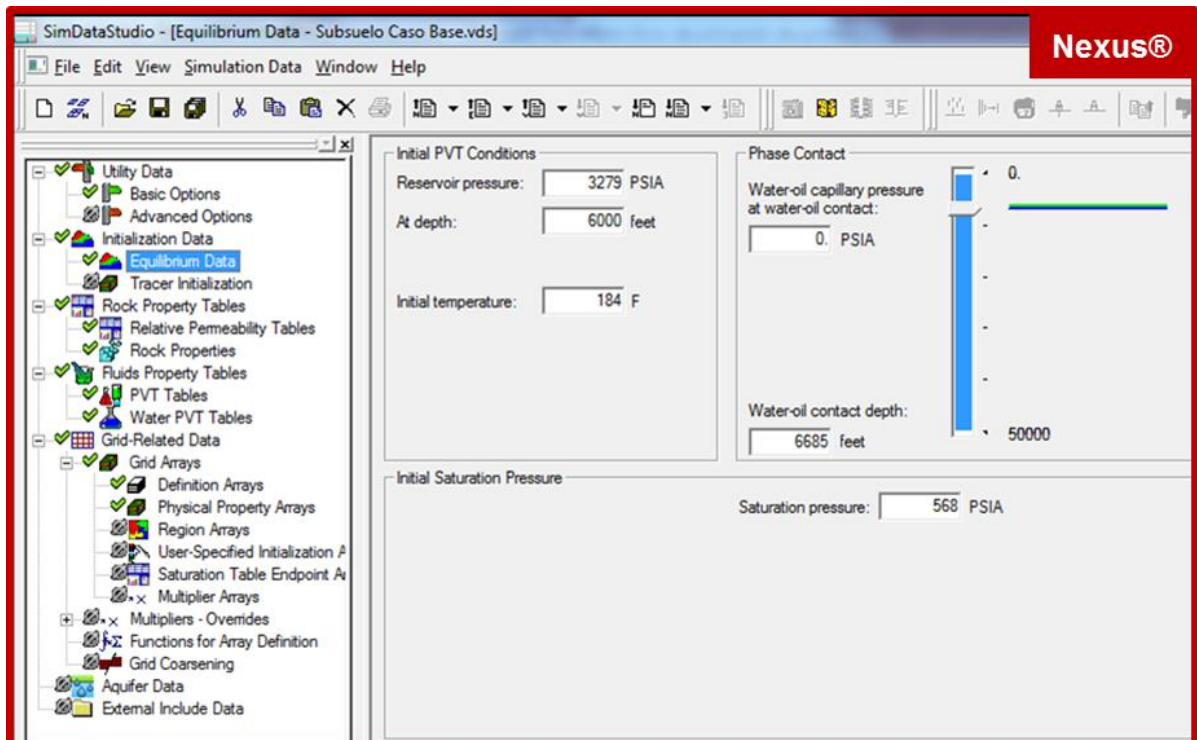 SimDataStudio - [Equilibrium Data - Subsuelo Caso Base.vds]
Nexus®
File Edit View Simulation Data Window Help
Utility Data
Basic Options
Advanced Options
Initialization Data
Equilibrium Data
Tracer Initialization
Rock Property Tables
Relative Permeability Tables
Rock Properties
Fluids Property Tables
PVT Tables
Water PVT Tables
Grid-Related Data
Grid Arrays
Definition Arrays
Physical Property Arrays
Region Arrays
User-Specified Initialization A
Saturation Table Endpoint
Multiplier Arrays
Multipliers - Overrides
Functions for Array Definition
Grid Coarsening
Aquifer Data
External Include Data
Initial PVT Conditions
Reservoir pressure: 3279 PSIA
At depth: 6000 feet
Initial temperature: 184 F
Phase Contact
Water-oil capillary pressure
at water-oil contact:
0. PSIA
0.
Water-oil contact depth:
6685 feet
50000
Initial Saturation Pressure
Saturation pressure: 568 PSIA